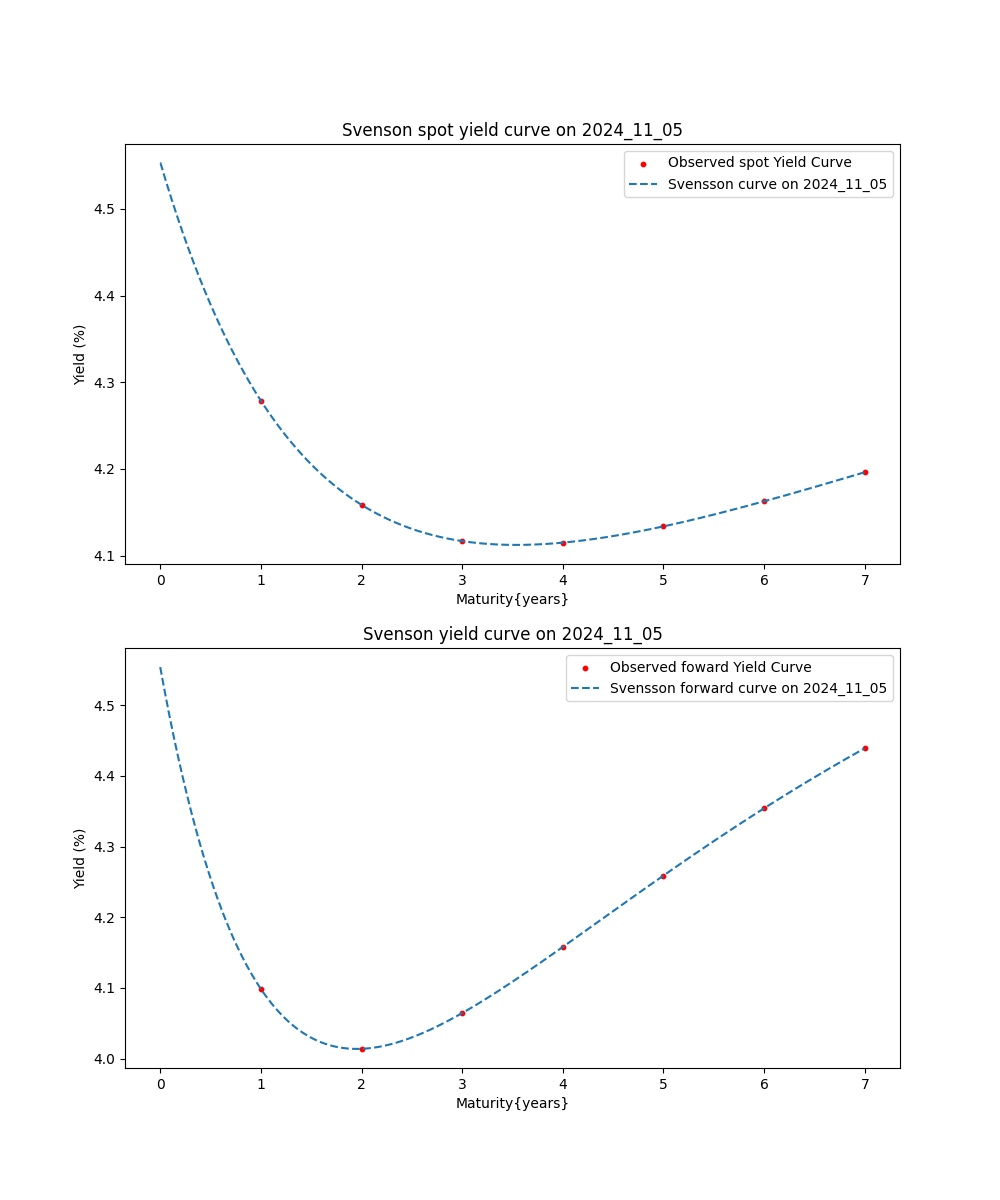 Svenson spot yield curve on 2024_11_05
Observed spot Yield Curve
Svensson curve on 2024_11_05
Yield (%)
4.5
4.4
4.3
4.2
4.1
0 1 2 3 4 5 6 7
Maturity{years}
Svenson yield curve on 2024_11_05
Observed foward Yield Curve
Svensson forward curve on 2024_11_05
Yield (%)
4.5
4.4
4.3
4.2
4.1
4.0
0 1 2 3 4 5 6 7
Maturity{years}